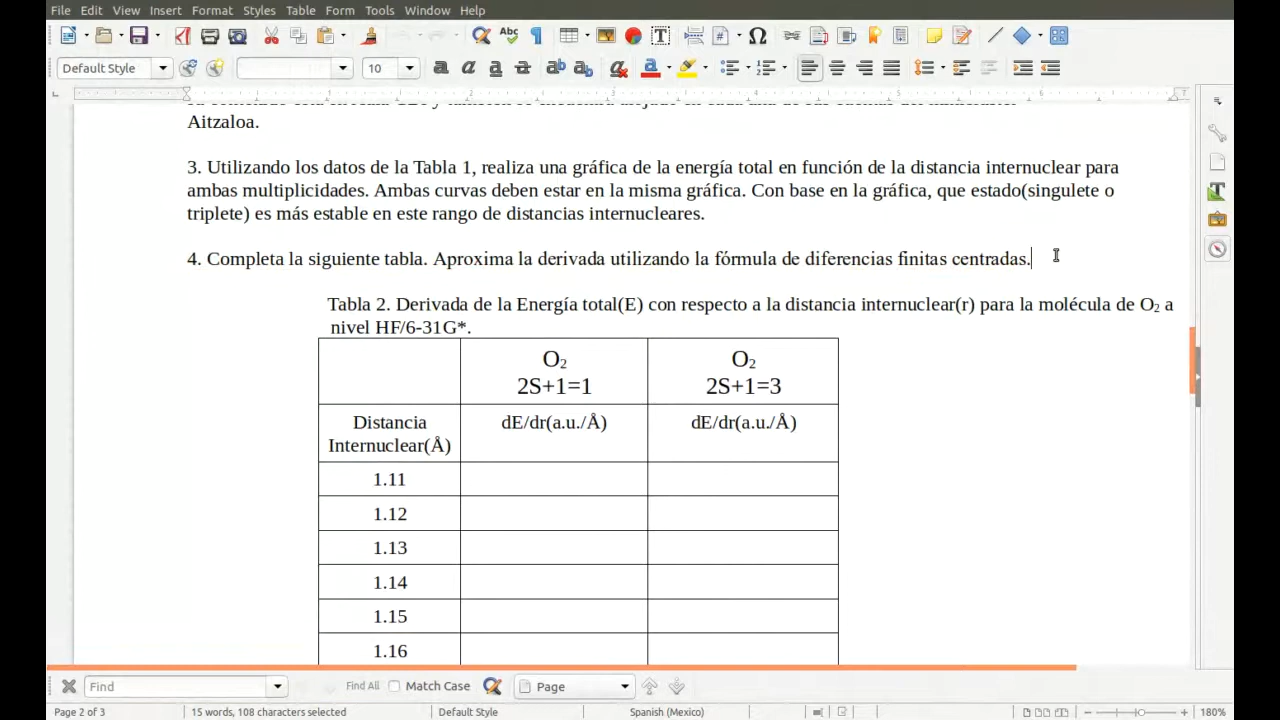 File Edit View Insert Format Styles Table Form Tools Window Help
Default Style 10
Aitzaloa.
3. Utilizando los datos de la Tabla 1, realiza una gráfica de la energía total en función de la distancia internuclear para
ambas multiplicidades. Ambas curvas deben estar en la misma gráfica. Con base en la gráfica, que estado(singulete o
triplete) es más estable en este rango de distancias internucleares.
4. Completa la siguiente tabla. Aproxima la derivada utilizando la fórmula de diferencias finitas centradas.
Tabla 2. Derivada de la Energía total(E) con respecto a la distancia internuclear(r) para la molécula de O₂ a
nivel HF/6-31G*.
O₂ O₂
2S+1=1 2S+1=3
Distancia dE/dr(a.u./Å) dE/dr(a.u./Å)
Internuclear(Å)
1.11
1.12
1.13
1.14
1.15
1.16
Find Find All Match Case Page
Page 2 of 3 15 words, 108 characters selected Default Style Spanish (Mexico) 180%